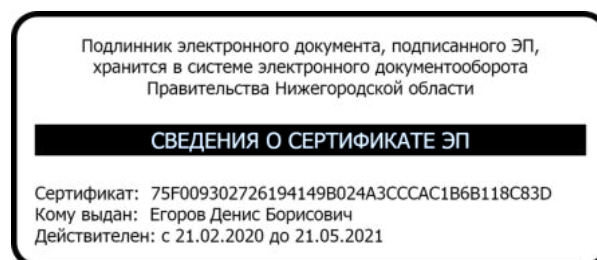 Подлинник электронного документа, подписанного ЭП,
хранится в системе электронного документооборота
Правительства Нижегородской области
СВЕДЕНИЯ О СЕРТИФИКАТЕ ЭП
Сертификат: 75F009302726194149B024A3CCCAC1B6B118C83D
Кому выдан: Егоров Денис Борисович
Действителен: с 21.02.2020 до 21.05.2021